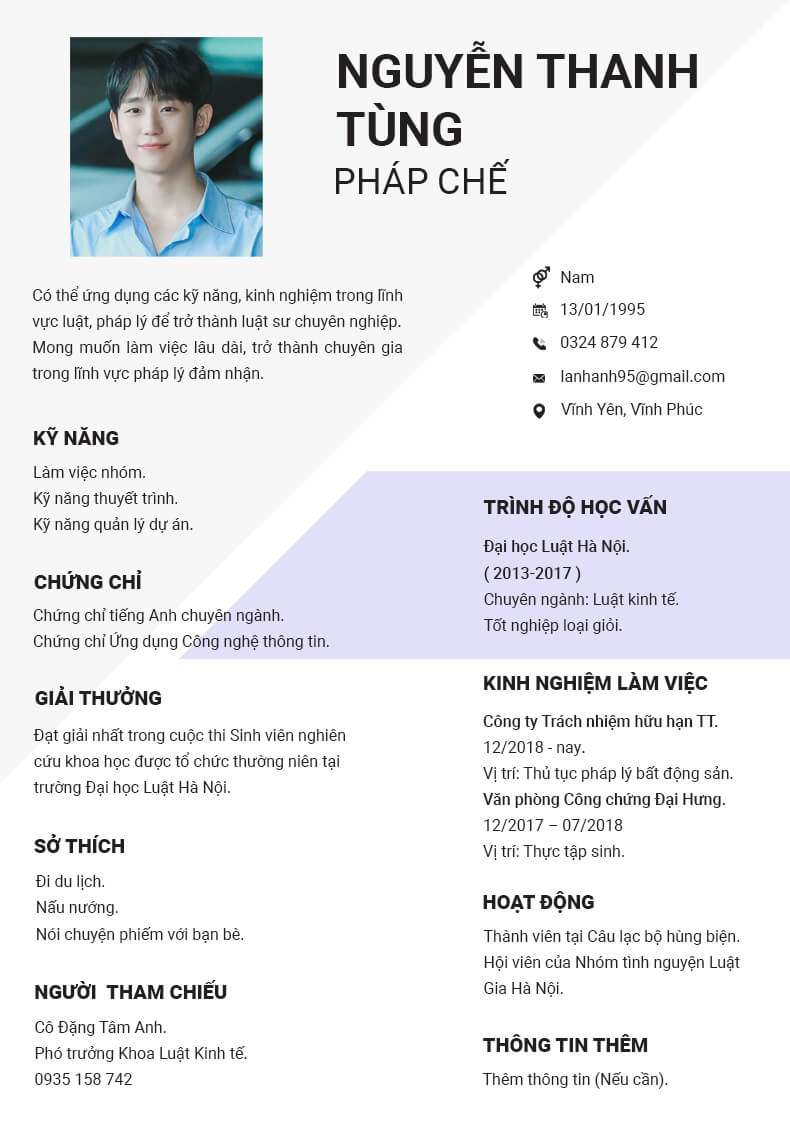 NGUYỄN THANH
TÙNG
PHÁP CHẾ
Nam
13/01/1995
0324 879 412
lanhanh95@gmail.com
Vĩnh Yên, Vĩnh Phúc
Có thể ứng dụng các kỹ năng, kinh nghiệm trong lĩnh
vực luật, pháp lý để trở thành luật sư chuyên nghiệp.
Mong muốn làm việc lâu dài, trở thành chuyên gia
trong lĩnh vực pháp lý đảm nhận.
KỸ NĂNG
Làm việc nhóm.
Kỹ năng thuyết trình.
Kỹ năng quản lý dự án.
CHỨNG CHỈ
Chứng chỉ tiếng Anh chuyên ngành.
Chứng chỉ Ứng dụng Công nghệ thông tin.
GIẢI THƯỞNG
Đạt giải nhất trong cuộc thi Sinh viên nghiên
cứu khoa học được tổ chức thường niên tại
trường Đại học Luật Hà Nội.
SỞ THÍCH
Đi du lịch.
Nấu nướng.
Nói chuyện phiếm với bạn bè.
NGƯỜI THAM CHIẾU
Cô Đặng Tâm Anh.
Phó trưởng Khoa Luật Kinh tế.
0935 158 742
TRÌNH ĐỘ HỌC VẤN
Đại học Luật Hà Nội.
( 2013-2017 )
Chuyên ngành: Luật kinh tế.
Tốt nghiệp loại giỏi.
KINH NGHIỆM LÀM VIỆC
Công ty Trách nhiệm hữu hạn TT.
12/2018 - nay.
Vị trí: Thủ tục pháp lý bất động sản.
Văn phòng Công chứng Đại Hưng.
12/2017 – 07/2018
Vị trí: Thực tập sinh.
HOẠT ĐỘNG
Thành viên tại Câu lạc bộ hùng biện.
Hội viên của Nhóm tình nguyện Luật
Gia Hà Nội.
THÔNG TIN THÊM
Thêm thông tin (Nếu cần).